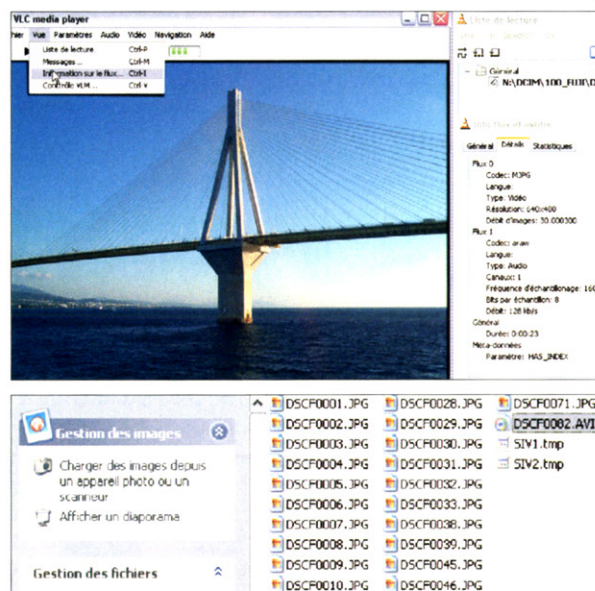 VLC media player
hier Vue Paramètres Audio Vidéo Navigation Aide
Liste de lecture Ctrl-P
Messages... Ctrl-M
Information sur le flux... Ctrl-I
Contrôle VLM... Ctrl-V
Liste de lecture
Général
N:\DCIM\100_FUJI\D
Général Détails Statistiques
Flux 0
Codec: MJPG
Langue:
Type: Vidéo
Résolution: 640x480
Débit d'images: 30.000300
Flux 1
Codec: araw
Langue:
Type: Audio
Canaux: 1
Fréquence d'échantillonage: 160
Bits par échantillon: 8
Débit: 128 kb/s
Général
Durée: 0:00:23
Méta-données
Paramètre: HAS_INDEX
Gestion des images
Charger des images depuis
un appareil photo ou un
scanneur
Afficher un diaporama
Gestion des fichiers
DSCF0001.JPG DSCF0028.JPG DSCF0071.JPG
DSCF0002.JPG DSCF0029.JPG DSCF0082.AVI
DSCF0003.JPG DSCF0030.JPG SIV1.tmp
DSCF0004.JPG DSCF0031.JPG SIV2.tmp
DSCF0005.JPG DSCF0032.JPG
DSCF0006.JPG DSCF0033.JPG
DSCF0007.JPG DSCF0038.JPG
DSCF0008.JPG DSCF0039.JPG
DSCF0009.JPG DSCF0045.JPG
DSCF0010.JPG DSCF0046.JPG